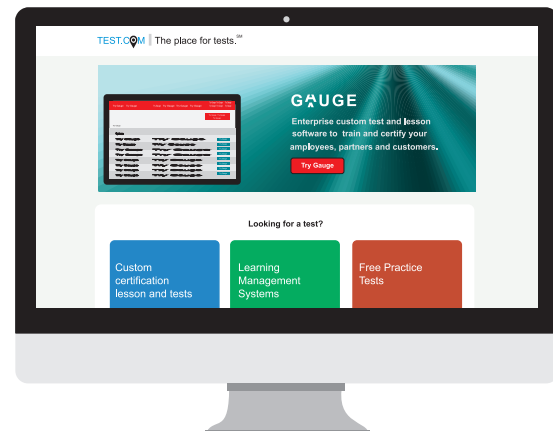 TEST.COM | The place for tests.℠
GAUGE
Enterprise custom test and lesson
software to train and certify your
amployees, partners and customers.
Try Gauge
Looking for a test?
Custom
certification
lesson and tests
Learning
Management
Systems
Free Practice
Tests